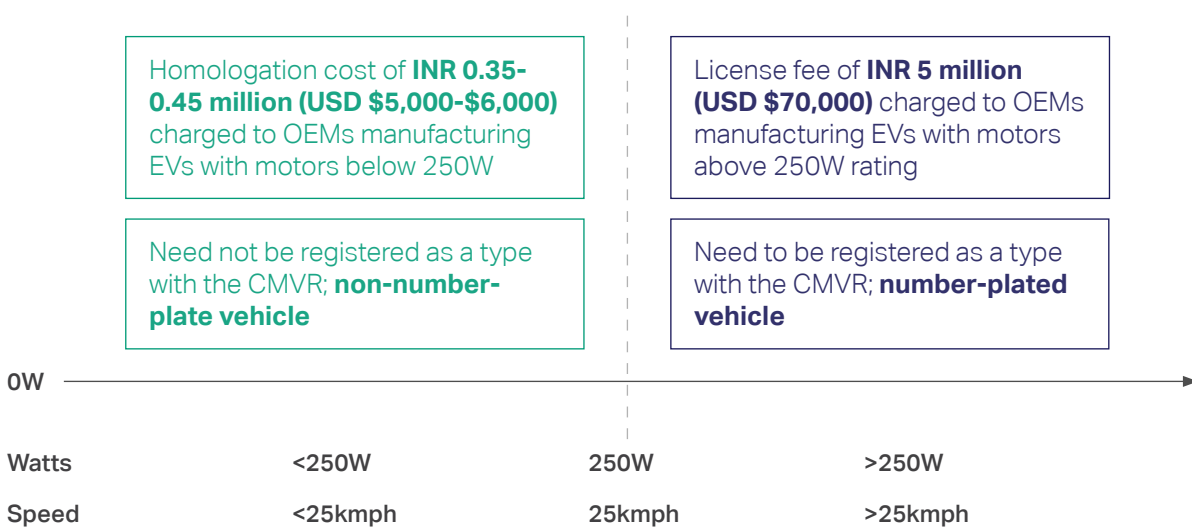 Homologation cost of INR 0.35-
0.45 million (USD $5,000-$6,000)
charged to OEMs manufacturing
EVs with motors below 250W
License fee of INR 5 million
(USD $70,000) charged to OEMs
manufacturing EVs with motors
above 250W rating
Need not be registered as a type
with the CMVR; non-number-
plate vehicle
Need to be registered as a type
with the CMVR; number-plated
vehicle
0W
Watts <250W 250W >250W
Speed <25kmph 25kmph >25kmph